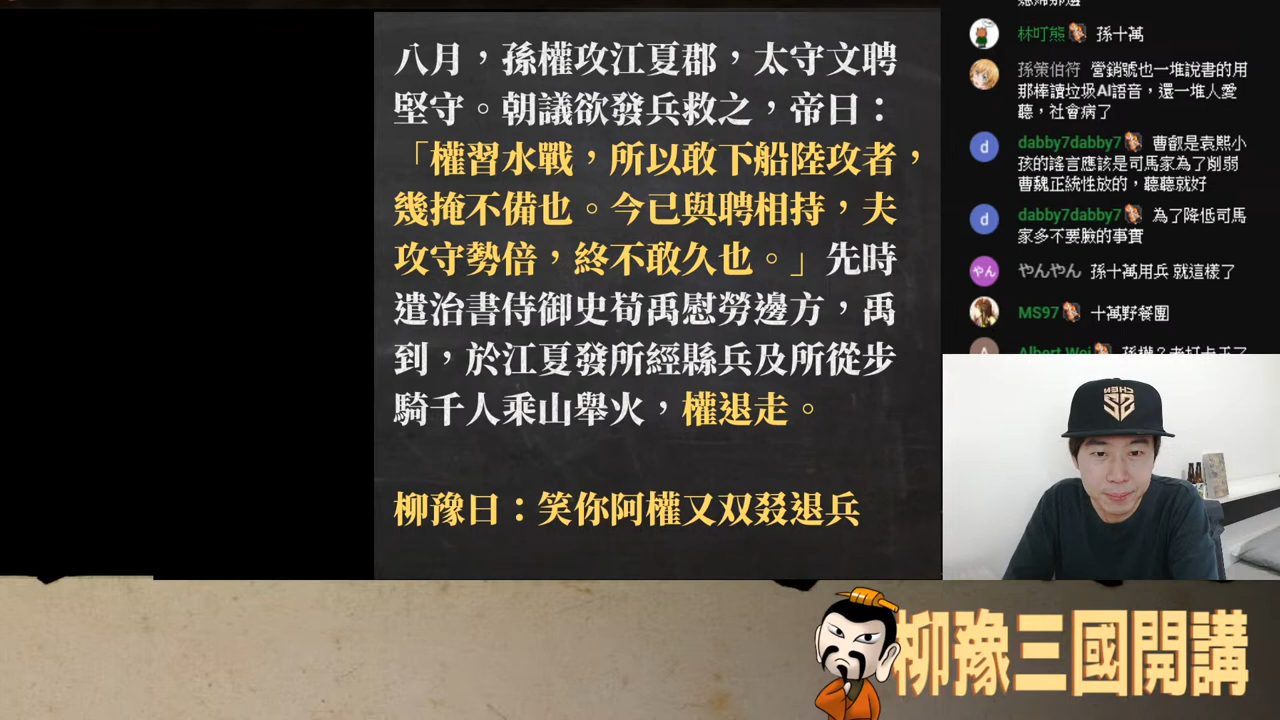 八月，孫權攻江夏郡，太守文聘
堅守。朝議欲發兵救之，帝曰：
「權習水戰，所以敢下船陸攻者，
幾掩不備也。今已與聘相持，夫
攻守勢倍，終不敢久也。」先時
遣治書侍御史荀禹慰勞邊方，禹
到，於江夏發所經縣兵及所從步
騎千人乘山舉火，權退走。
柳豫曰：笑你阿權又双叕退兵
林叮熊 孫十萬
孫策伯符 營銷號也一堆說書的用
那棒讀垃圾AI語音，還一堆人愛
聽，社會病了
dabby7dabby7 曹叡是袁熙小
孩的謠言應該是司馬家為了削弱
曹魏正統性放的，聽聽就好
dabby7dabby7 為了降低司馬
家多不要臉的事實
やんやん 孫十萬用兵 就這樣了
MS97 十萬野餐團
柳豫三國開講